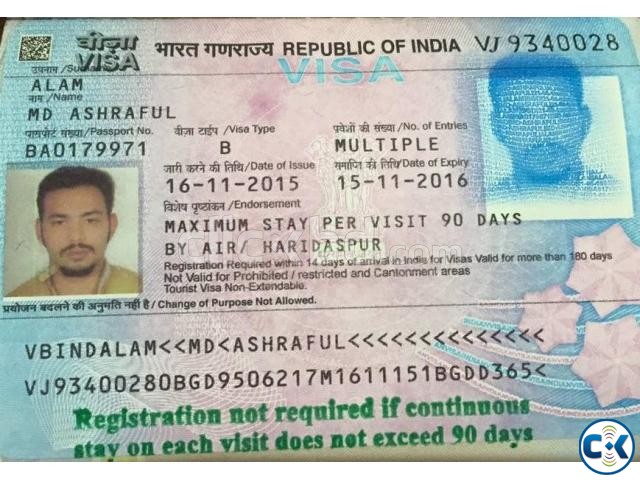 वीज़ा भारत गणराज्य REPUBLIC OF INDIA VJ 9340028
VISA VISA
उपनाम /Su
ALAM
नाम /Name
MD ASHRAFUL
पासपोर्ट संख्या/Passport No. वीज़ा टाईप /Visa Type प्रवेशों की संख्या /No. of Entries
BA0179971 B MULTIPLE
जारी करने की तिथि/Date of Issue समाप्ति की तिथि/Date of Expiry
16-11-2015 15-11-2016
विशेष पृष्ठांकन /Endorsement
MAXIMUM STAY PER VISIT 90 DAYS
BY AIR/ HARIDASPUR
Registration Required within 14 days of arrival in India for Visas Valid for more than 180 days
Not Valid for Prohibited / restricted and Cantonment areas
Tourist Visa Non-Extendable.
प्रयोजन बदलने की अनुमति नहीं है / Change of Purpose Not Allowed.
VBINDALAM<<MD<ASHRAFUL<<<<<<<<<<<<<<
VJ93400280BGD9506217M1611151BGDD365<
Registration not required if continuous
stay on each visit does not exceed 90 days
CK